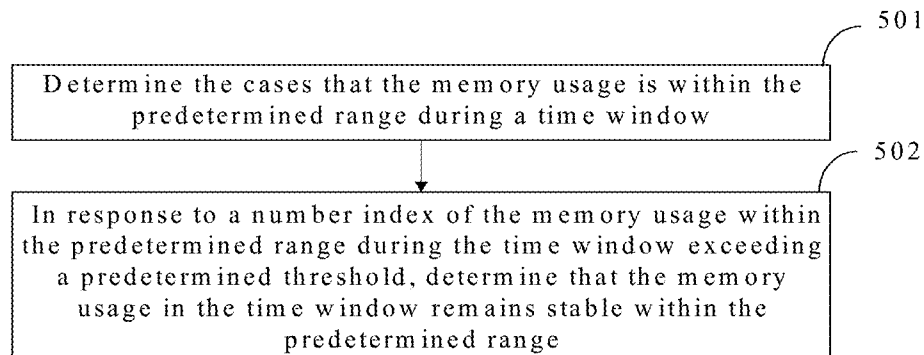 501
Determine the cases that the memory usage is within the
predetermined range during a time window
502
In response to a number index of the memory usage within
the predetermined range during the time window exceeding
a predetermined threshold, determine that the memory
usage in the time window remains stable within the
predetermined range